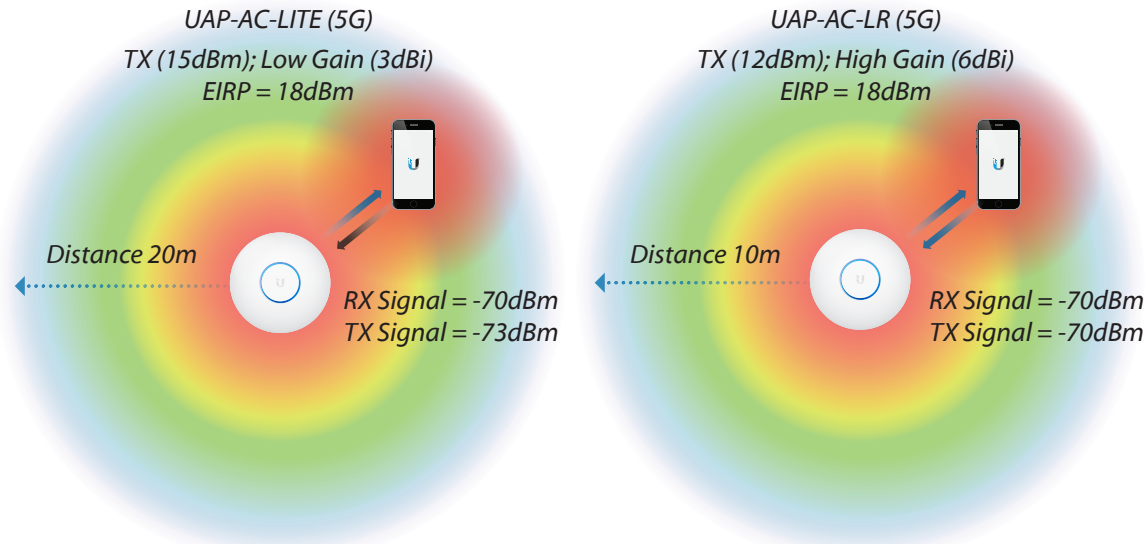 UAP-AC-LITE (5G)
TX (15dBm); Low Gain (3dBi)
EIRP = 18dBm
Distance 20m
RX Signal = -70dBm
TX Signal = -73dBm
UAP-AC-LR (5G)
TX (12dBm); High Gain (6dBi)
EIRP = 18dBm
Distance 10m
RX Signal = -70dBm
TX Signal = -70dBm